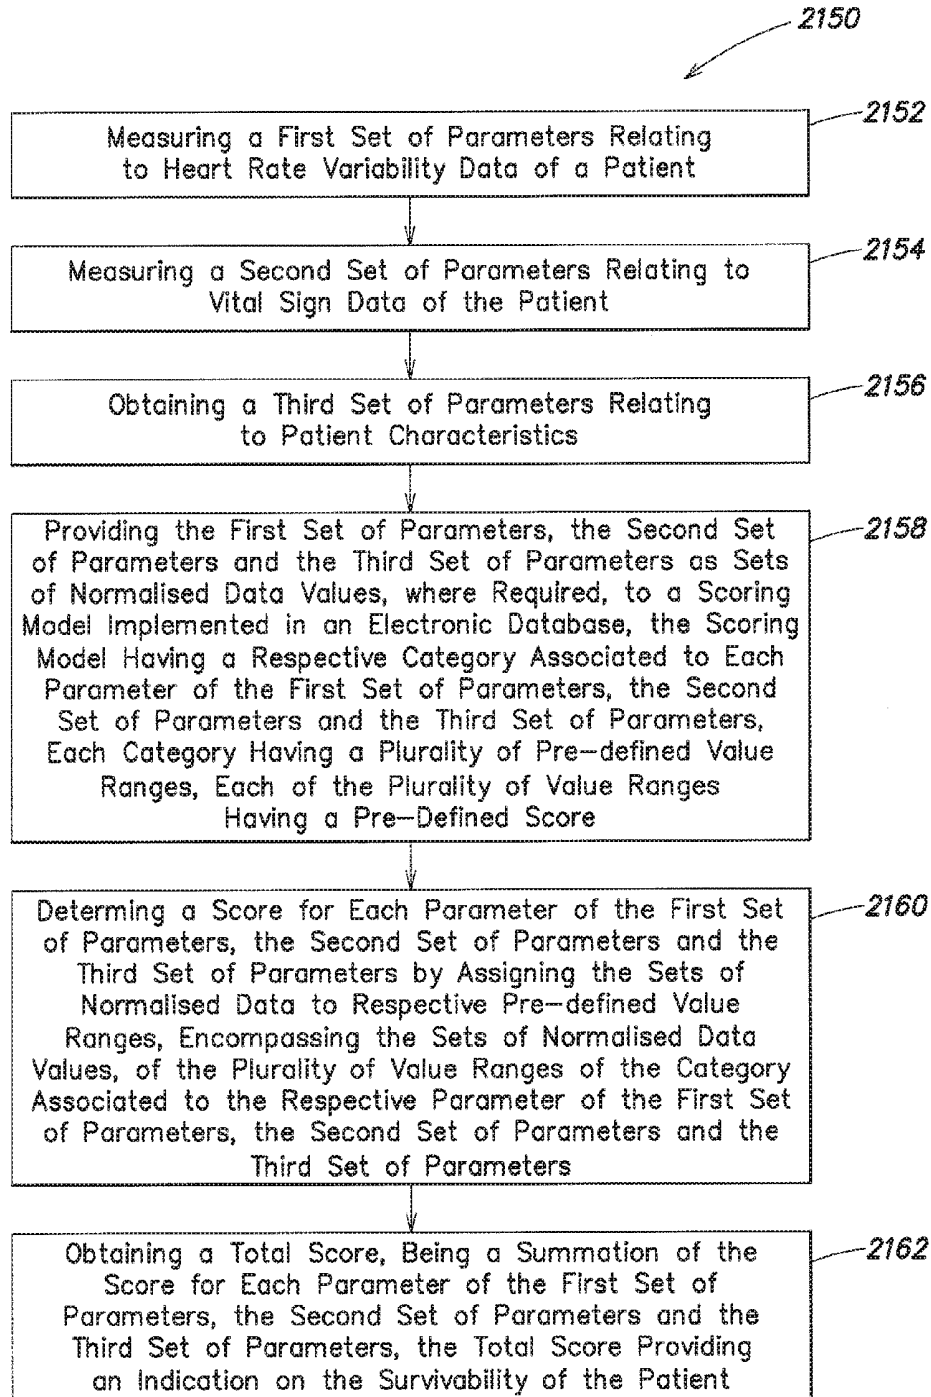 2150
2152
Measuring a First Set of Parameters Relating
to Heart Rate Variability Data of a Patient
2154
Measuring a Second Set of Parameters Relating to
Vital Sign Data of the Patient
2156
Obtaining a Third Set of Parameters Relating
to Patient Characteristics
2158
Providing the First Set of Parameters, the Second Set
of Parameters and the Third Set of Parameters as Sets
of Normalised Data Values, where Required, to a Scoring
Model Implemented in an Electronic Database, the Scoring
Model Having a Respective Category Associated to Each
Parameter of the First Set of Parameters, the Second
Set of Parameters and the Third Set of Parameters,
Each Category Having a Plurality of Pre-defined Value
Ranges, Each of the Plurality of Value Ranges
Having a Pre-Defined Score
2160
Determing a Score for Each Parameter of the First Set
of Parameters, the Second Set of Parameters and the
Third Set of Parameters by Assigning the Sets of
Normalised Data to Respective Pre-defined Value
Ranges, Encompassing the Sets of Normalised Data
Values, of the Plurality of Value Ranges of the Category
Associated to the Respective Parameter of the First Set
of Parameters, the Second Set of Parameters and the
Third Set of Parameters
2162
Obtaining a Total Score, Being a Summation of the
Score for Each Parameter of the First Set of
Parameters, the Second Set of Parameters and the
Third Set of Parameters, the Total Score Providing
an Indication on the Survivability of the Patient